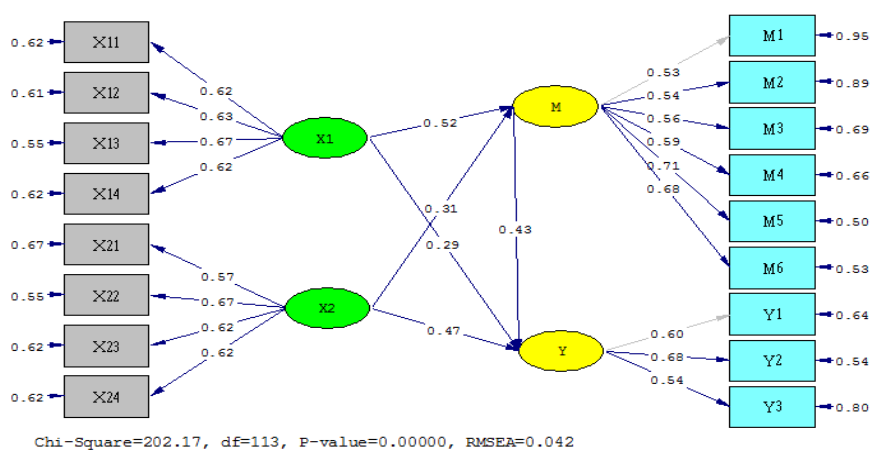 0.62 X11
0.61 X12
0.55 X13
0.62 X14
0.67 X21
0.55 X22
0.62 X23
0.62 X24
0.62
0.63
0.67
0.62
0.57
0.67
0.62
0.62
X1
X2
0.52
0.31
0.29
0.43
0.47
M
Y
0.53
0.54
0.56
0.59
0.71
0.68
0.60
0.68
0.54
M1 0.95
M2 0.89
M3 0.69
M4 0.66
M5 0.50
M6 0.53
Y1 0.64
Y2 0.54
Y3 0.80
Chi-Square=202.17, df=113, P-value=0.00000, RMSEA=0.042